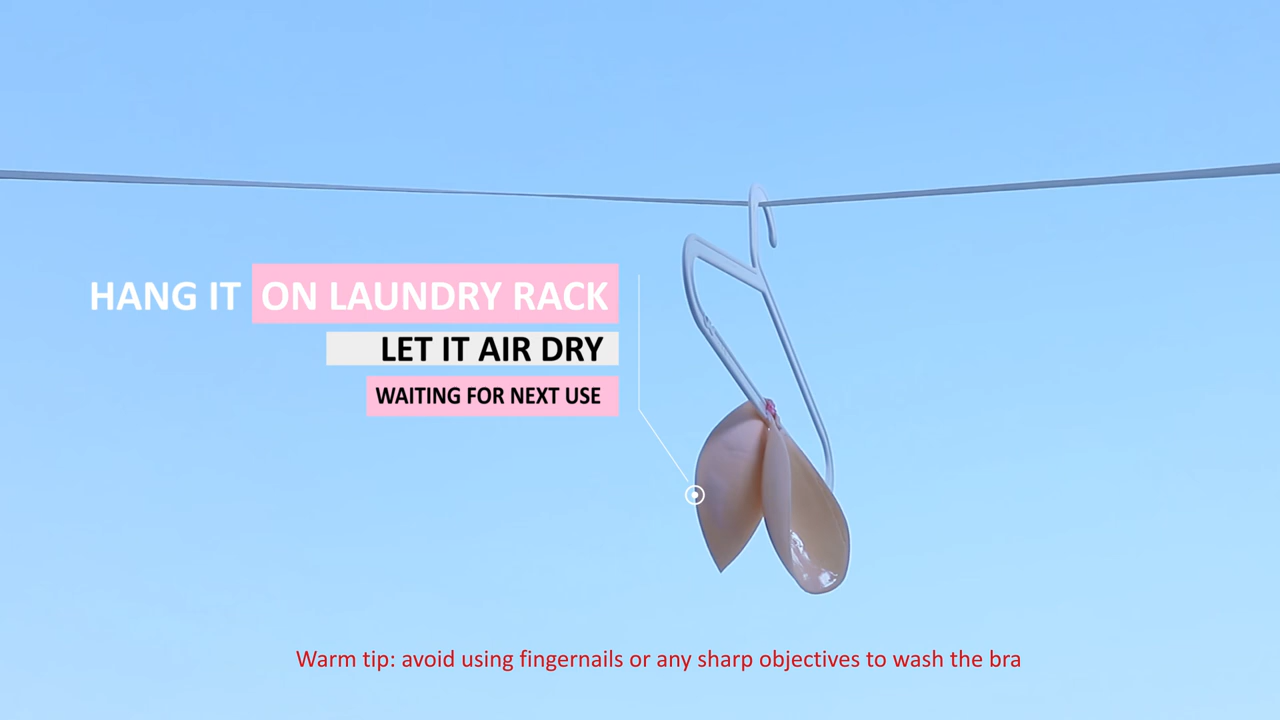 HANG IT ON LAUNDRY RACK
LET IT AIR DRY
WAITING FOR NEXT USE
Warm tip: avoid using fingernails or any sharp objectives to wash the bra